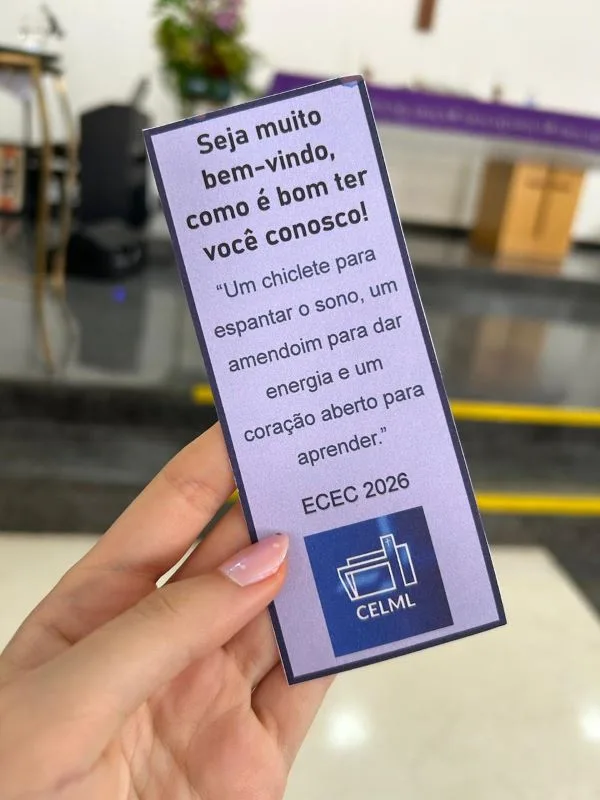 Seja muito
bem-vindo,
como é bom ter
você conosco!
“Um chiclete para
espantar o sono, um
amendoim para dar
energia e um
coração aberto para
aprender.”
ECEC 2026
CELML